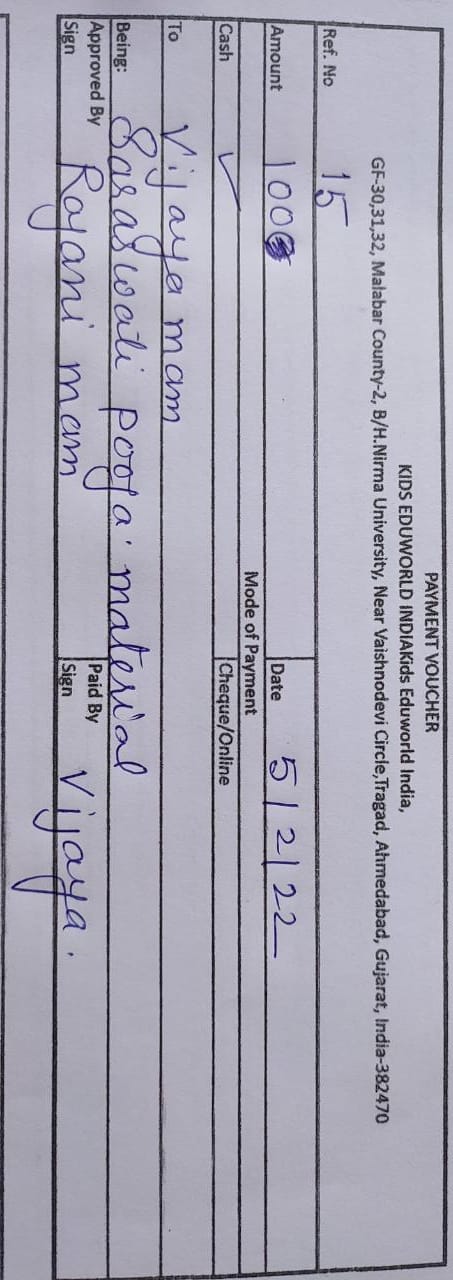 PAYMENT VOUCHER
KIDS EDUWORLD INDIAKids Eduworld India,
GF-30,31,32, Malabar County-2, B/H.Nirma University, Near Vaishnodevi Circle,Tragad, Ahmedabad, Gujarat, India-382470
Ref. No 15
Amount 1000 Date 5/2/22
Mode of Payment
Cash ✓ Cheque/Online
To Vijaya mam
Being: Saraswati pooja material
Approved By Sign Rajani mam Paid By Sign Vijaya.